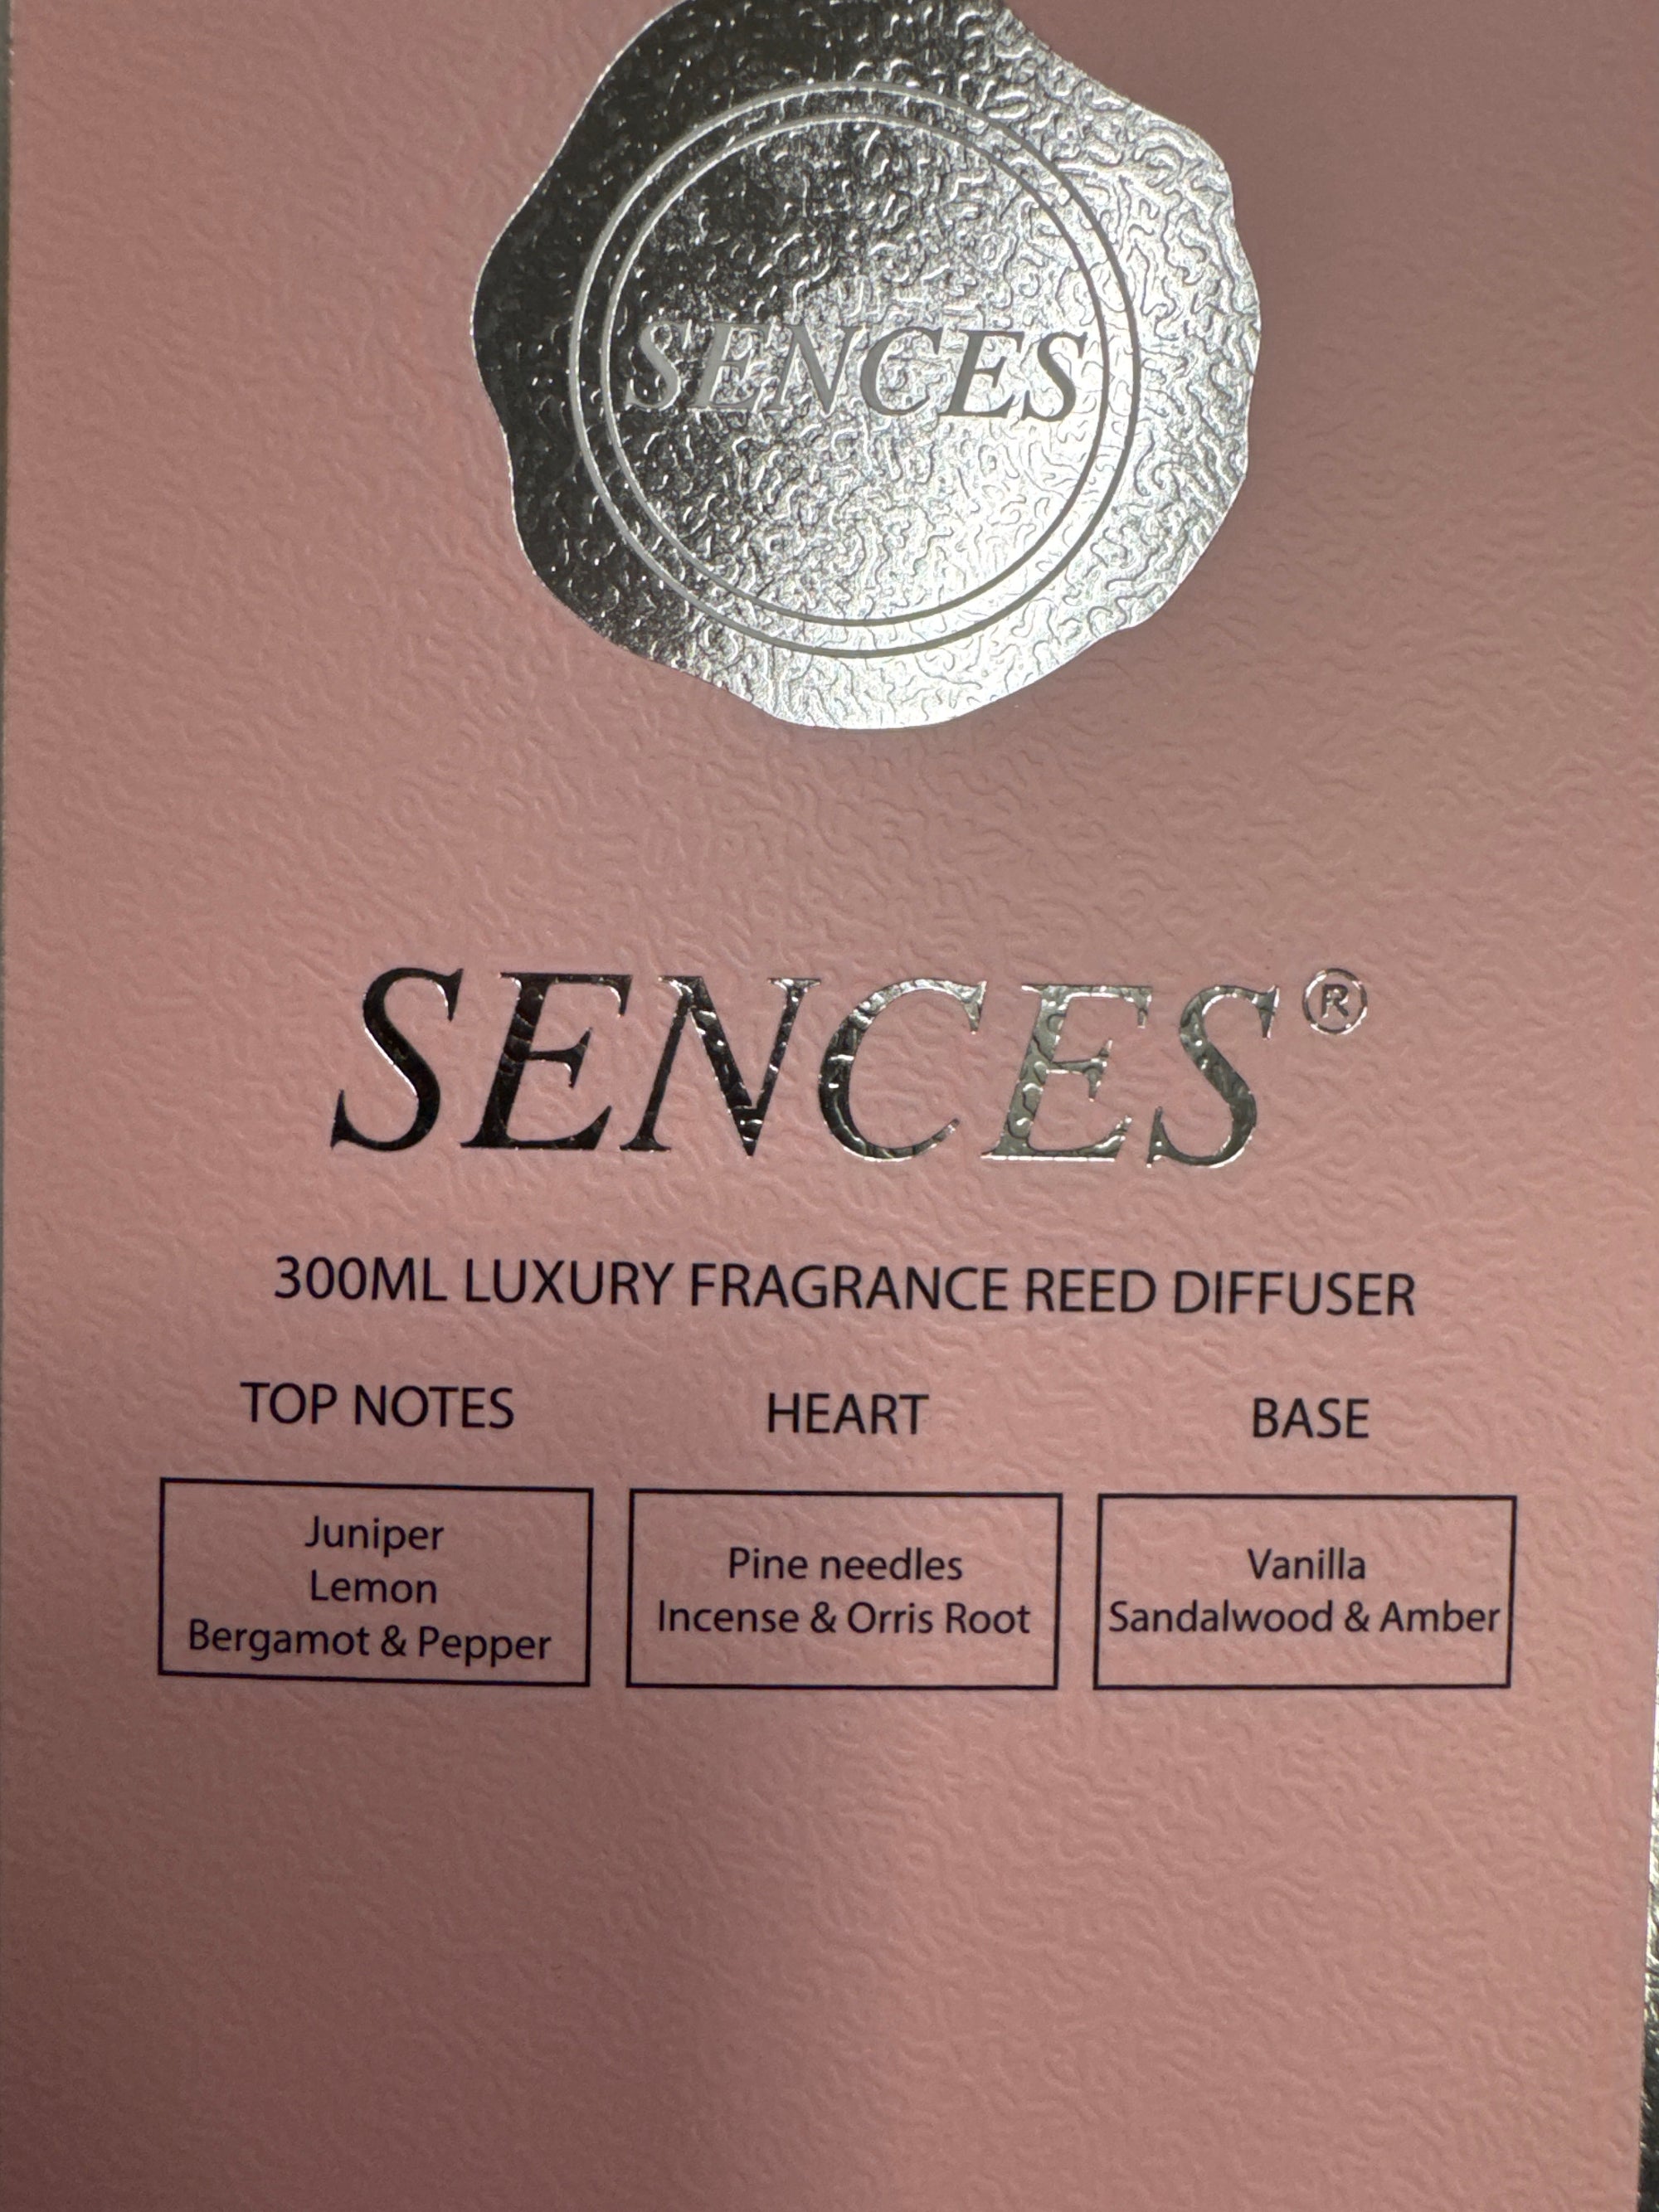 SENCES
SENCES®
300ML LUXURY FRAGRANCE REED DIFFUSER
TOP NOTES
Juniper
Lemon
Bergamot & Pepper
HEART
Pine needles
Incense & Orris Root
BASE
Vanilla
Sandalwood & Amber